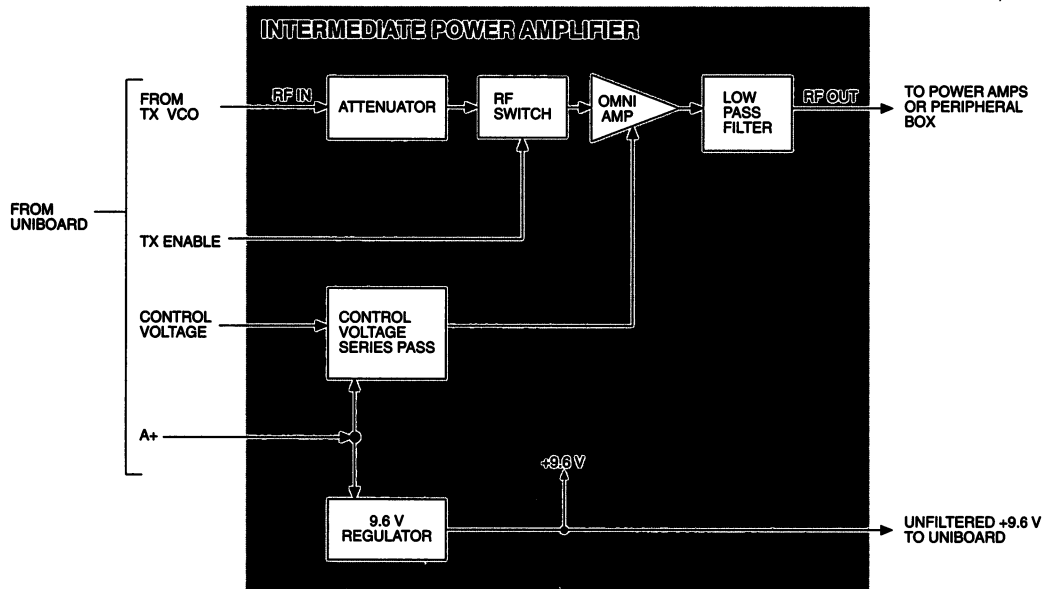 INTERMEDIATE POWER AMPLIFIER
FROM
TX VCO
RF IN
ATTENUATOR
RF
SWITCH
OMNI
AMP
LOW
PASS
FILTER
RF OUT
TO POWER AMPS
OR PERIPHERAL
BOX
FROM
UNIBOARD
TX ENABLE
CONTROL
VOLTAGE
CONTROL
VOLTAGE
SERIES PASS
A+
+9.6 V
9.6 V
REGULATOR
UNFILTERED +9.6 V
TO UNIBOARD